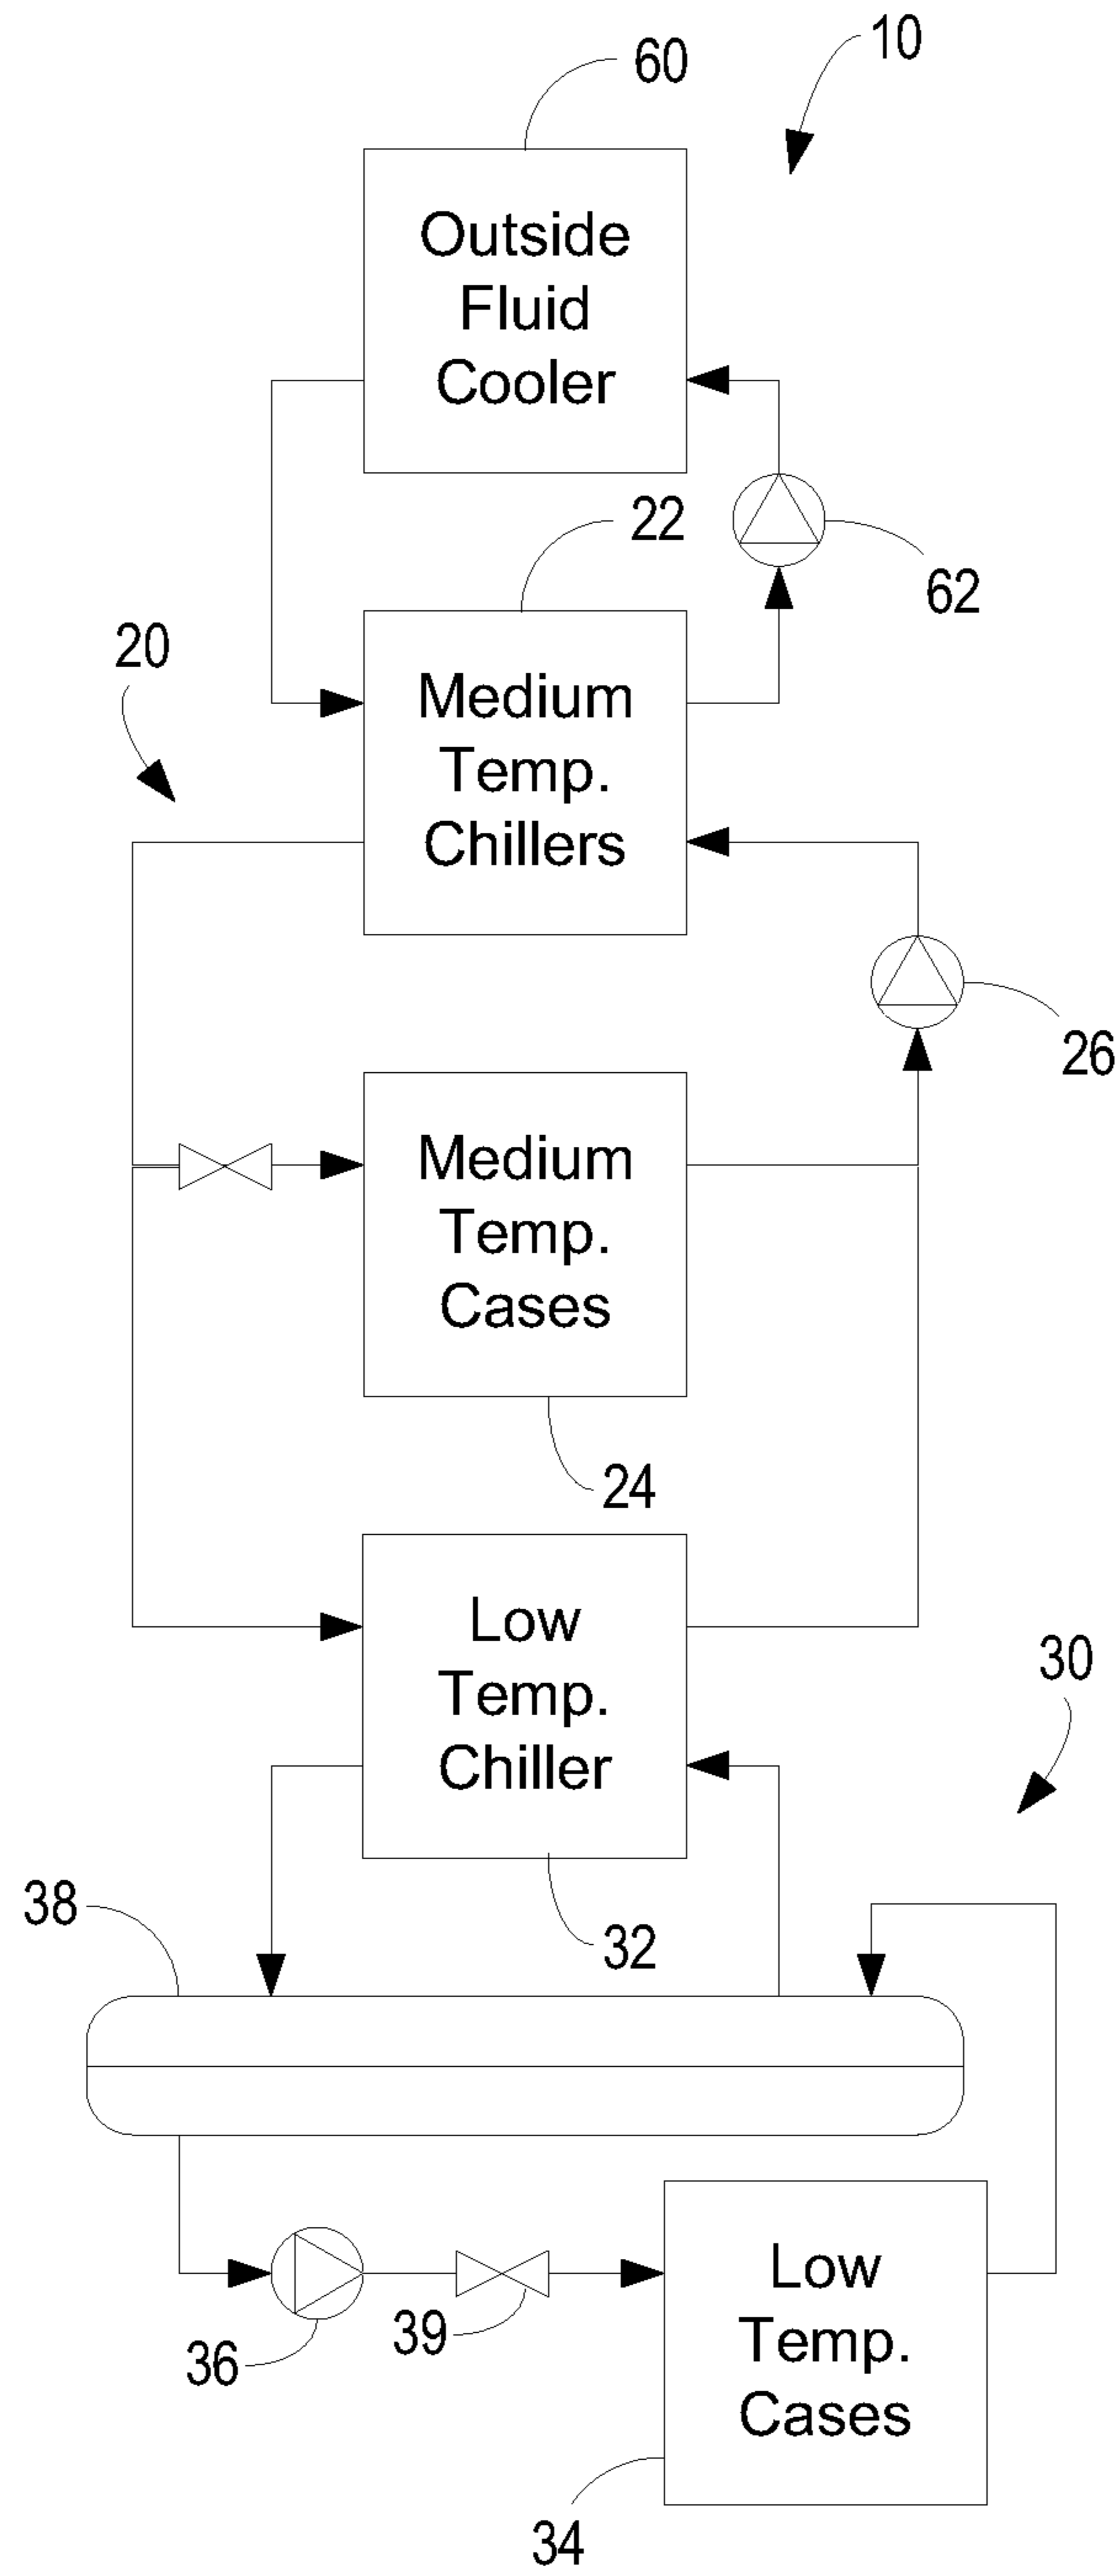 10
60
Outside
Fluid
Cooler
22
62
20
Medium
Temp.
Chillers
26
Medium
Temp.
Cases
24
Low
Temp.
Chiller
30
38
32
Low
Temp.
Cases
39
36
34